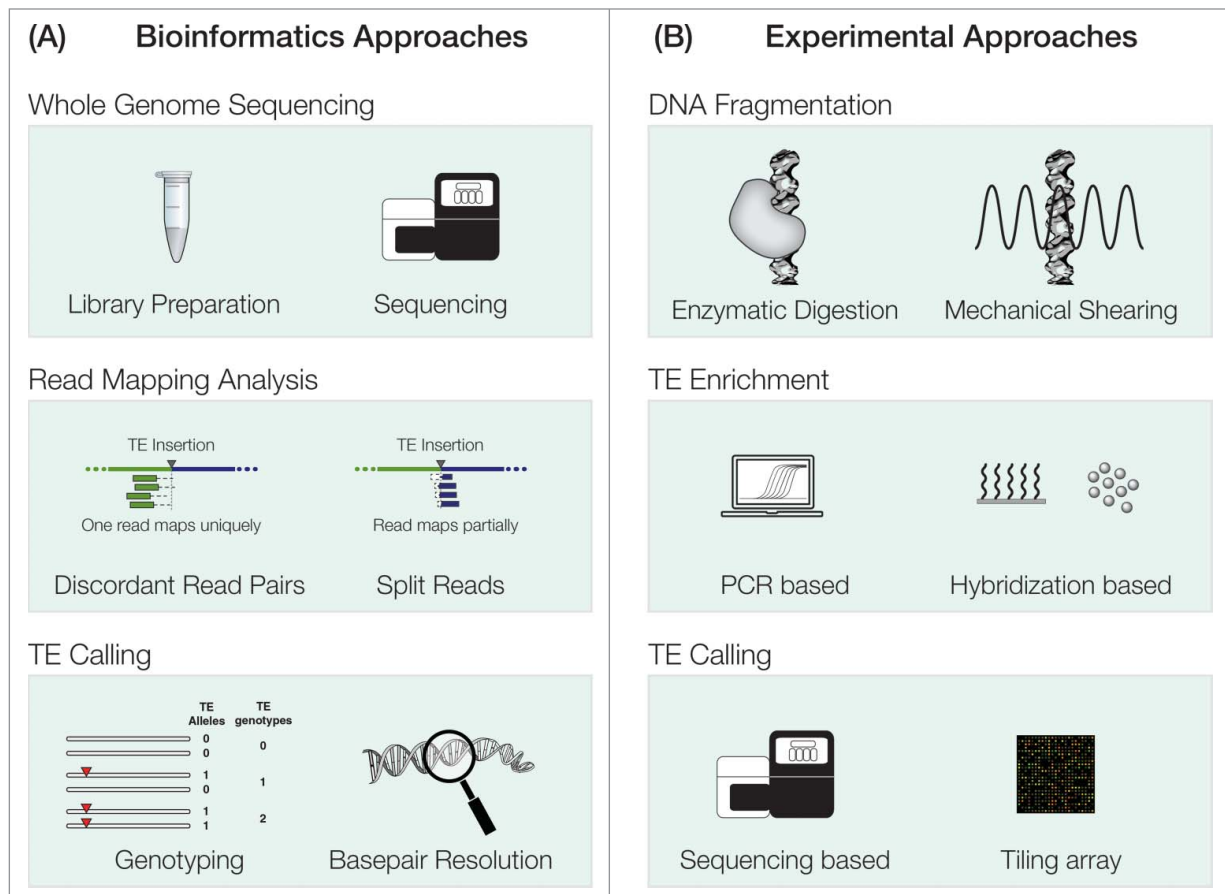 (A) Bioinformatics Approaches
Whole Genome Sequencing
Library Preparation
Sequencing
Read Mapping Analysis
TE Insertion
One read maps uniquely
Discordant Read Pairs
TE Insertion
Read maps partially
Split Reads
TE Calling
TE Alleles
TE genotypes
0
0
0
1
0
1
1
1
2
Genotyping
Basepair Resolution
(B) Experimental Approaches
DNA Fragmentation
Enzymatic Digestion
Mechanical Shearing
TE Enrichment
PCR based
Hybridization based
TE Calling
Sequencing based
Tiling array